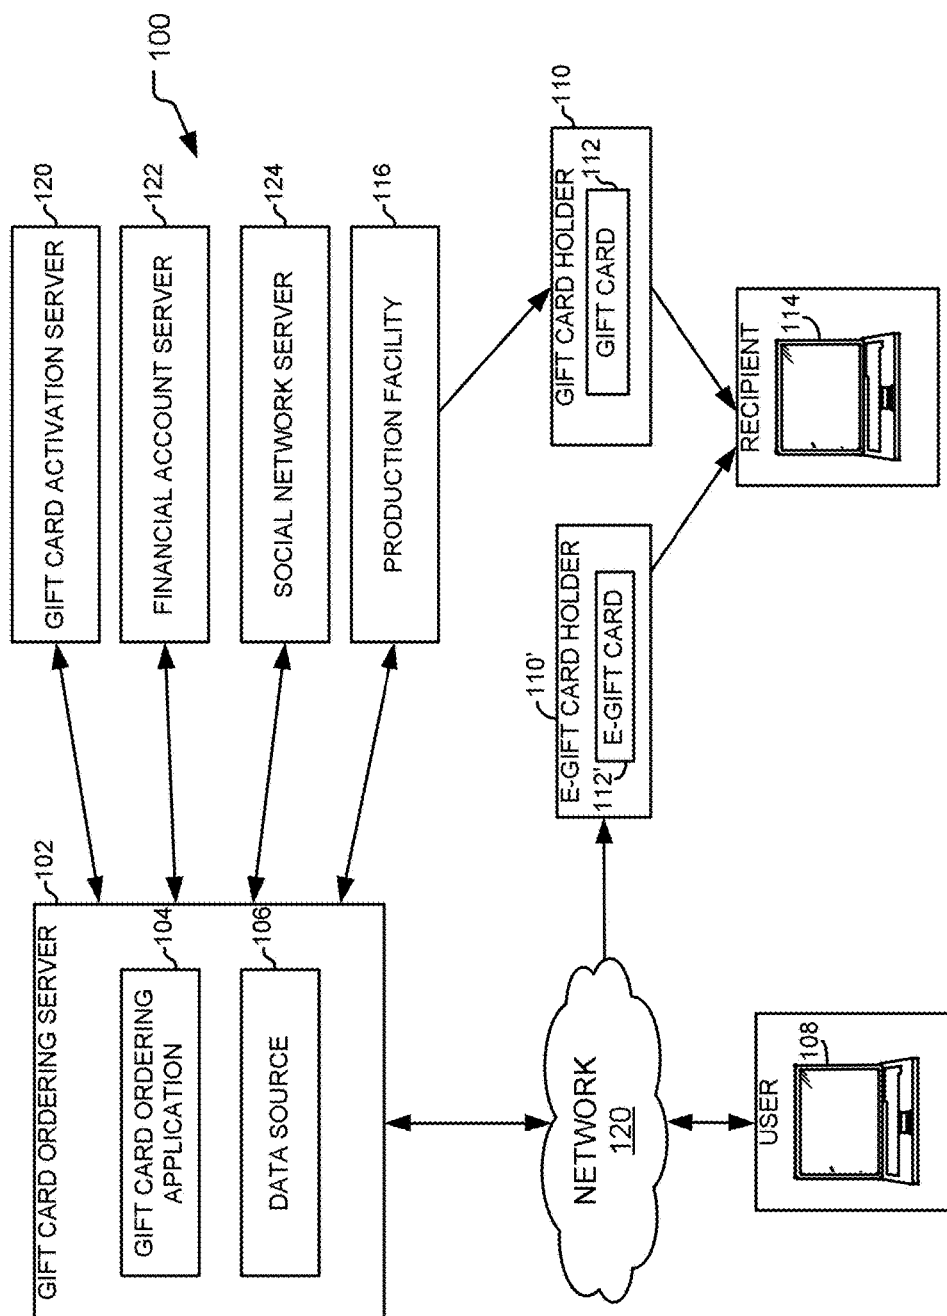 100
GIFT CARD ORDERING SERVER
102
GIFT CARD ORDERING
APPLICATION
104
DATA SOURCE
106
GIFT CARD ACTIVATION SERVER
120
FINANCIAL ACCOUNT SERVER
122
SOCIAL NETWORK SERVER
124
PRODUCTION FACILITY
116
NETWORK
120
E-GIFT CARD HOLDER
110'
E-GIFT CARD
112'
GIFT CARD HOLDER
110
GIFT CARD
112
USER
108
RECIPIENT
114